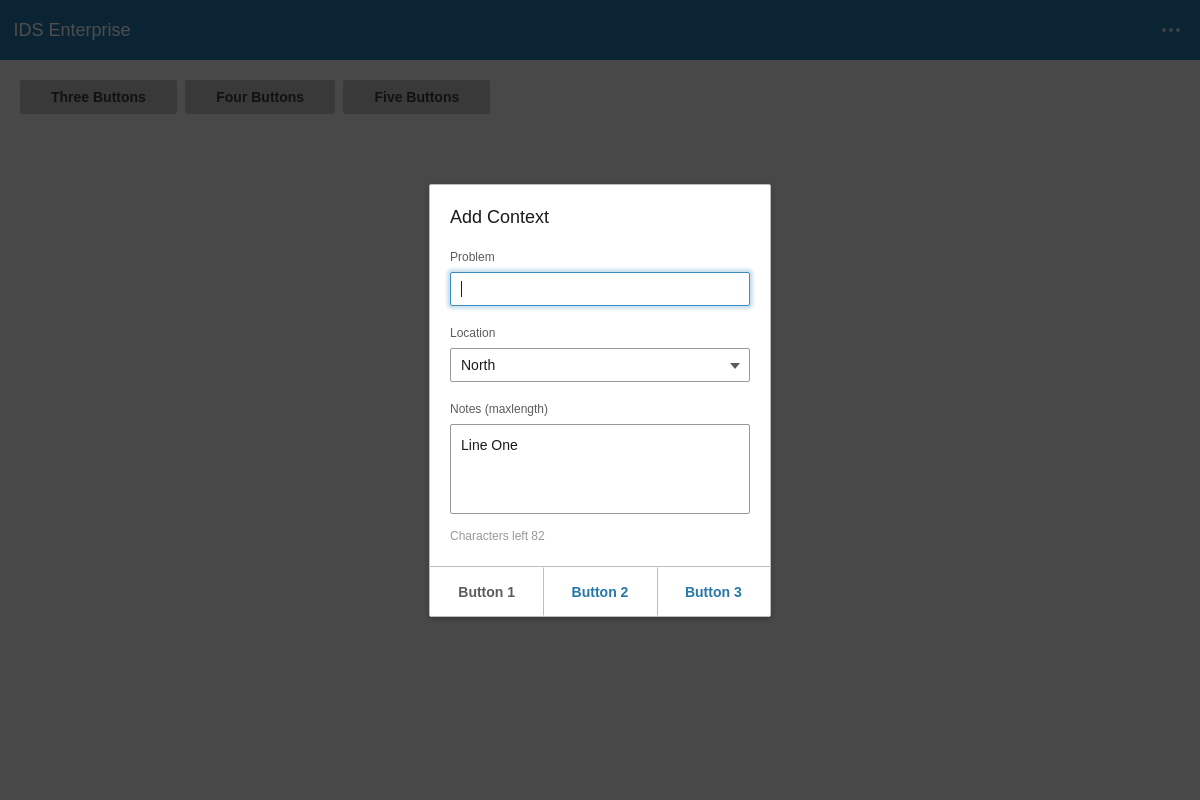 IDS Enterprise
Three Buttons Four Buttons Five Buttons
Add Context
Problem
Location
North
Notes (maxlength)
Line One
Characters left 82
Button 1 Button 2 Button 3